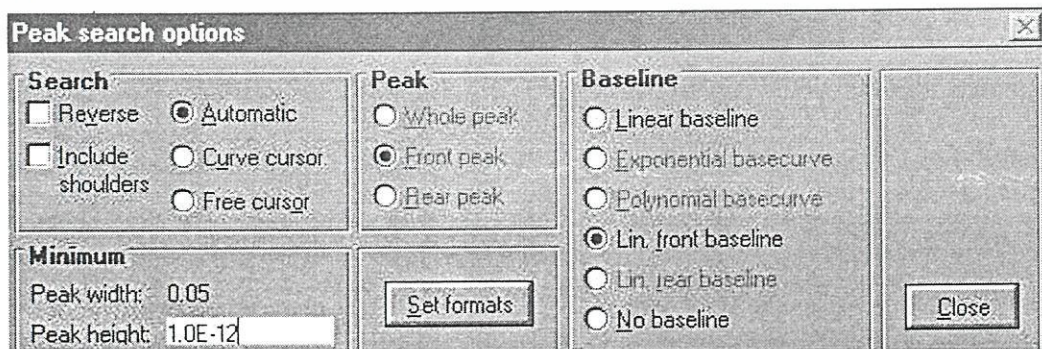 Peak search options
Search
Reverse
Automatic
Include
shoulders
Curve cursor
Free cursor
Peak
Whole peak
Front peak
Rear peak
Baseline
Linear baseline
Exponential basecurve
Polynomial basecurve
Lin. front baseline
Lin. rear baseline
No baseline
Minimum
Peak width: 0.05
Peak height: 1.0E-12
Set formats
Close